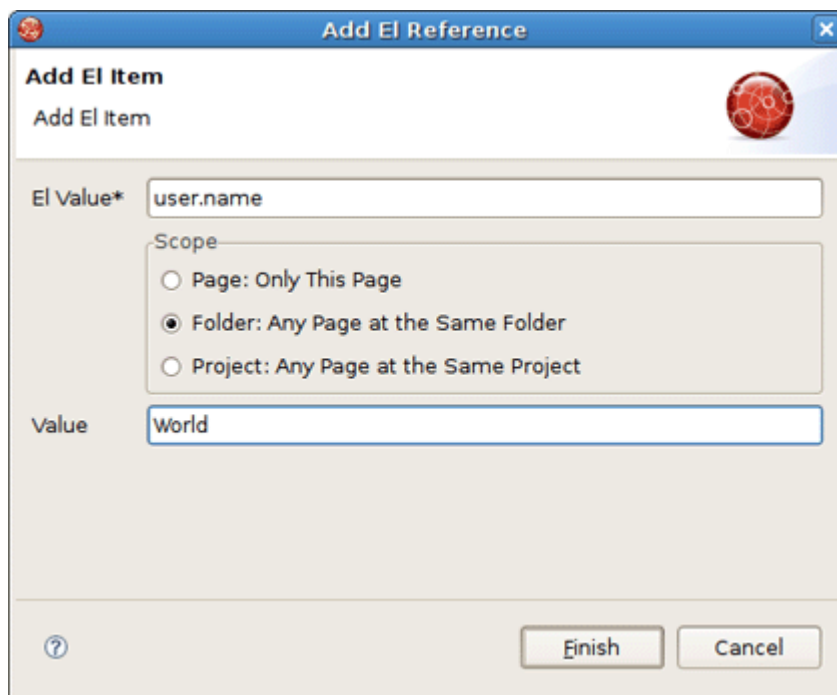 Add El Reference
Add El Item
Add El Item
El Value* user.name
Scope
Page: Only This Page
Folder: Any Page at the Same Folder
Project: Any Page at the Same Project
Value World
Finish Cancel